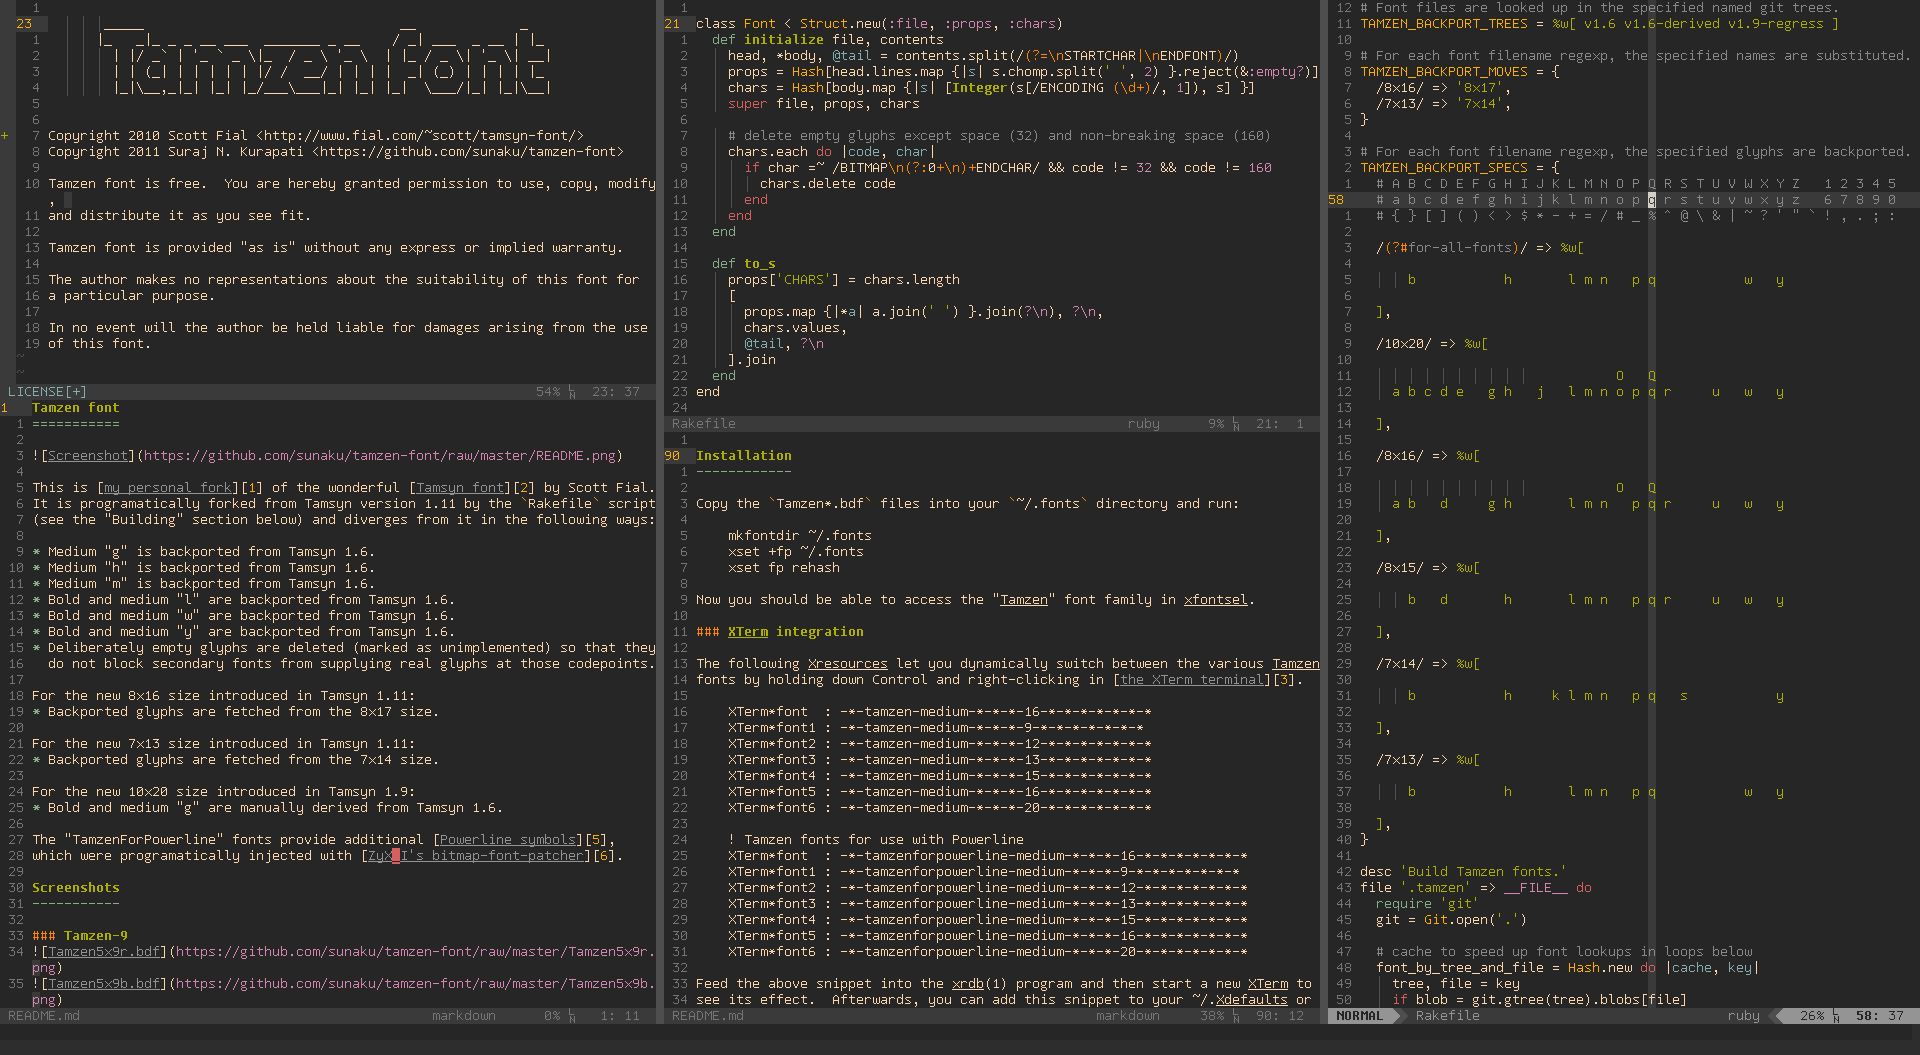 1
23
1
2
3
4
5
6
7 Copyright 2010 Scott Fial <http://www.fial.com/~scott/tamsyn-font/>
8 Copyright 2011 Suraj N. Kurapati <https://github.com/sunaku/tamzen-font>
9
10 Tamzen font is free.  You are hereby granted permission to use, copy, modify
,
11 and distribute it as you see fit.
12
13 Tamzen font is provided "as is" without any express or implied warranty.
14
15 The author makes no representations about the suitability of this font for
16 a particular purpose.
17
18 In no event will the author be held liable for damages arising from the use
19 of this font.
~
~
LICENSE[+] 54% LN 23: 37
1 Tamzen font
1 ===========
2
3 ![Screenshot](https://github.com/sunaku/tamzen-font/raw/master/README.png)
4
5 This is [my personal fork][1] of the wonderful [Tamsyn font][2] by Scott Fial.
6 It is programatically forked from Tamsyn version 1.11 by the `Rakefile` script
7 (see the "Building" section below) and diverges from it in the following ways:
8
9 * Medium "g" is backported from Tamsyn 1.6.
10 * Medium "h" is backported from Tamsyn 1.6.
11 * Medium "m" is backported from Tamsyn 1.6.
12 * Bold and medium "l" are backported from Tamsyn 1.6.
13 * Bold and medium "w" are backported from Tamsyn 1.6.
14 * Bold and medium "y" are backported from Tamsyn 1.6.
15 * Deliberately empty glyphs are deleted (marked as unimplemented) so that they
16   do not block secondary fonts from supplying real glyphs at those codepoints.
17
18 For the new 8x16 size introduced in Tamsyn 1.11:
19 * Backported glyphs are fetched from the 8x17 size.
20
21 For the new 7x13 size introduced in Tamsyn 1.11:
22 * Backported glyphs are fetched from the 7x14 size.
23
24 For the new 10x20 size introduced in Tamsyn 1.9:
25 * Bold and medium "g" are manually derived from Tamsyn 1.6.
26
27 The "TamzenForPowerline" fonts provide additional [Powerline symbols][5],
28 which were programatically injected with [ZyX I's bitmap-font-patcher][6].
29
30 Screenshots
31 -----------
32
33 ### Tamzen-9
34 ![Tamzen5x9r.bdf](https://github.com/sunaku/tamzen-font/raw/master/Tamzen5x9r.
png)
35 ![Tamzen5x9b.bdf](https://github.com/sunaku/tamzen-font/raw/master/Tamzen5x9b.
png)
README.md markdown 0% LN 1: 11
1
21 class Font < Struct.new(:file, :props, :chars)
1   def initialize file, contents
2     head, *body, @tail = contents.split(/(?=\nSTARTCHAR|\nENDFONT)/)
3     props = Hash[head.lines.map {|s| s.chomp.split(' ', 2) }.reject(&:empty?)]
4     chars = Hash[body.map {|s| [Integer(s[/ENCODING (\d+)/, 1]), s] }]
5     super file, props, chars
6
7     # delete empty glyphs except space (32) and non-breaking space (160)
8     chars.each do |code, char|
9       if char =~ /BITMAP\n(?:0+\n)+ENDCHAR/ && code != 32 && code != 160
10         chars.delete code
11       end
12     end
13   end
14
15   def to_s
16     props['CHARS'] = chars.length
17     [
18       props.map {|*a| a.join(' ') }.join(?\n), ?\n,
19       chars.values,
20       @tail, ?\n
21     ].join
22   end
23 end
24
Rakefile ruby 9% LN 21: 1
1
90 Installation
1 ------------
2
3 Copy the `Tamzen*.bdf` files into your `~/.fonts` directory and run:
4
5     mkfontdir ~/.fonts
6     xset +fp ~/.fonts
7     xset fp rehash
8
9 Now you should be able to access the "Tamzen" font family in xfontsel.
10
11 ### XTerm integration
12
13 The following Xresources let you dynamically switch between the various Tamzen
14 fonts by holding down Control and right-clicking in [the XTerm terminal][3].
15
16     XTerm*font  : -*-tamzen-medium-*-*-*-16-*-*-*-*-*-*-*
17     XTerm*font1 : -*-tamzen-medium-*-*-*-9-*-*-*-*-*-*-*
18     XTerm*font2 : -*-tamzen-medium-*-*-*-12-*-*-*-*-*-*-*
19     XTerm*font3 : -*-tamzen-medium-*-*-*-13-*-*-*-*-*-*-*
20     XTerm*font4 : -*-tamzen-medium-*-*-*-15-*-*-*-*-*-*-*
21     XTerm*font5 : -*-tamzen-medium-*-*-*-16-*-*-*-*-*-*-*
22     XTerm*font6 : -*-tamzen-medium-*-*-*-20-*-*-*-*-*-*-*
23
24     ! Tamzen fonts for use with Powerline
25     XTerm*font  : -*-tamzenforpowerline-medium-*-*-*-16-*-*-*-*-*-*-*
26     XTerm*font1 : -*-tamzenforpowerline-medium-*-*-*-9-*-*-*-*-*-*-*
27     XTerm*font2 : -*-tamzenforpowerline-medium-*-*-*-12-*-*-*-*-*-*-*
28     XTerm*font3 : -*-tamzenforpowerline-medium-*-*-*-13-*-*-*-*-*-*-*
29     XTerm*font4 : -*-tamzenforpowerline-medium-*-*-*-15-*-*-*-*-*-*-*
30     XTerm*font5 : -*-tamzenforpowerline-medium-*-*-*-16-*-*-*-*-*-*-*
31     XTerm*font6 : -*-tamzenforpowerline-medium-*-*-*-20-*-*-*-*-*-*-*
32
33 Feed the above snippet into the xrdb(1) program and then start a new XTerm to
34 see its effect.  Afterwards, you can add this snippet to your ~/.Xdefaults or
README.md markdown 38% LN 90: 12
12 # Font files are looked up in the specified named git trees.
11 TAMZEN_BACKPORT_TREES = %w[ v1.6 v1.6-derived v1.9-regress ]
10
9 # For each font filename regexp, the specified names are substituted.
8 TAMZEN_BACKPORT_MOVES = {
7   /8x16/ => '8x17',
6   /7x13/ => '7x14',
5 }
4
3 # For each font filename regexp, the specified glyphs are backported.
2 TAMZEN_BACKPORT_SPECS = {
1   # A B C D E F G H I J K L M N O P Q R S T U V W X Y Z   1 2 3 4 5
58   # a b c d e f g h i j k l m n o p q r s t u v w x y z   6 7 8 9 0
1   # { } [ ] ( ) < > $ * - + = / # _ % ^ @ \ & | ~ ? ' " ` ! , . ; :
2
3   /(?#for-all-fonts)/ => %w[
4
5       b           h       l m n   p q           w   y
6
7   ],
8
9   /10x20/ => %w[
10
11                                 O   Q
12     a b c d e   g h   j   l m n o p q r     u   w   y
13
14   ],
15
16   /8x16/ => %w[
17
18                                 O   Q
19     a b   d     g h       l m n o p q r     u   w   y
20
21   ],
22
23   /8x15/ => %w[
24
25       b   d       h       l m n   p q r     u   w   y
26
27   ],
28
29   /7x14/ => %w[
30
31       b           h     k l m n   p q   s           y
32
33   ],
34
35   /7x13/ => %w[
36
37       b           h       l m n   p q           w   y
38
39   ],
40 }
41
42 desc 'Build Tamzen fonts.'
43 file '.tamzen' => __FILE__ do
44   require 'git'
45   git = Git.open('.')
46
47   # cache to speed up font lookups in loops below
48   font_by_tree_and_file = Hash.new do |cache, key|
49     tree, file = key
50     if blob = git.gtree(tree).blobs[file]
NORMAL Rakefile ruby 26% LN 58: 37